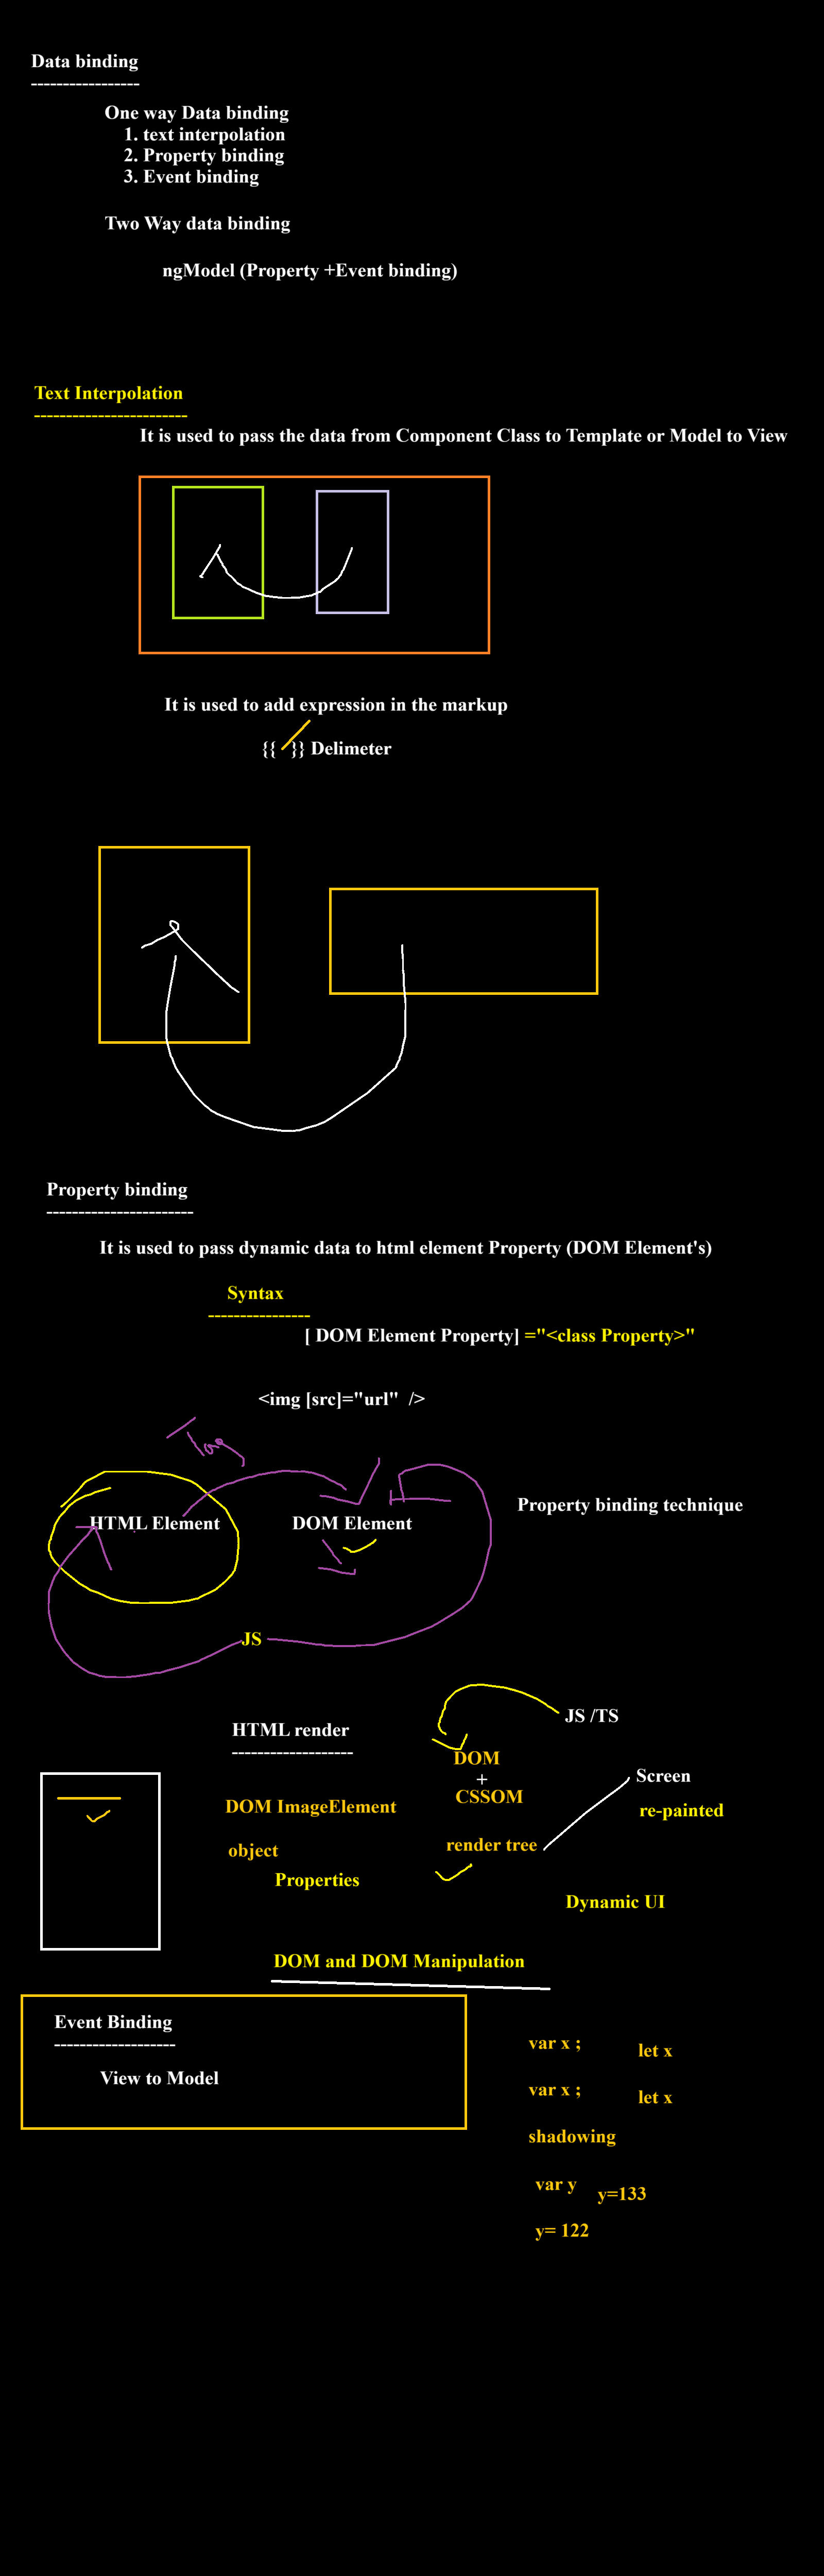 Data binding
-----------------
One way Data binding
1. text interpolation
2. Property binding
3. Event binding
Two Way data binding
ngModel (Property +Event binding)
Text Interpolation
------------------------
It is used to pass the data from Component Class to Template or Model to View
It is used to add expression in the markup
{{ }} Delimeter
Property binding
-----------------------
It is used to pass dynamic data to html element Property (DOM Element's)
Syntax
----------------
[ DOM Element Property] ="<class Property>"
<img [src]="url" />
Tag
Property binding technique
HTML Element
DOM Element
JS
JS /TS
HTML render
-------------------
DOM
+
CSSOM
Screen
re-painted
DOM ImageElement
render tree
object
Properties
Dynamic UI
DOM and DOM Manipulation
Event Binding
-------------------
View to Model
var x ;
let x
var x ;
let x
shadowing
var y
y=133
y= 122